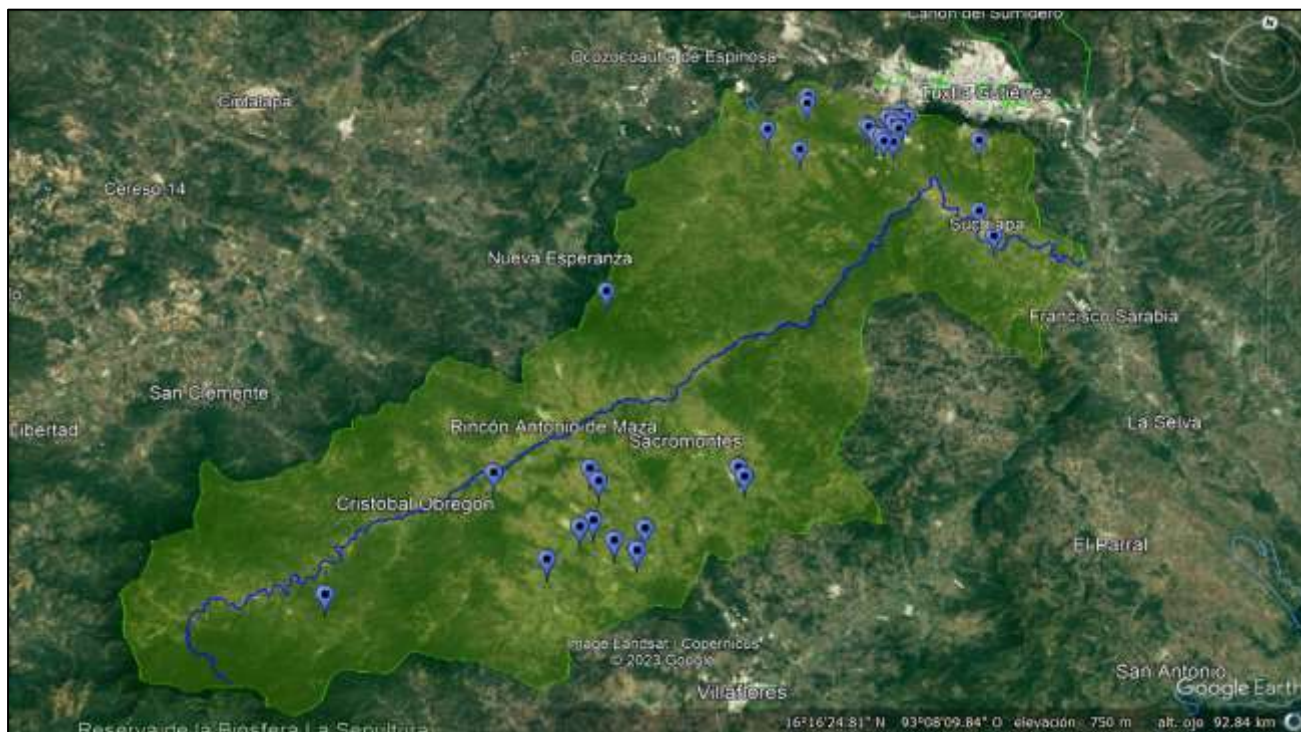 Cañón del Sumidero
Ocozocoautla de Espinosa
Cintalapa
Tuxtla Gutiérrez
Cereso 14
Suchiapa
Nueva Esperanza
Francisco Sarabia
San Clemente
Libertad
Rincón Antonio de Maza
La Selva
Sacromontes
Cristobal Obregón
El Parral
Image Landsat / Copernicus
© 2023 Google
San Antonio
Villaflores
Google Earth
Reserva de la Biosfera La Sepultura
16°16'24.81" N 93°08'09.84" O elevación 750 m alt. ojo 92.84 km